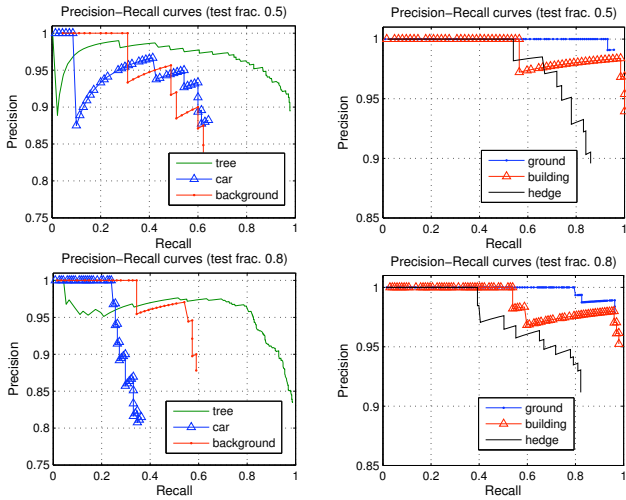 Precision−Recall curves (test frac. 0.5)
1
0.95
0.9
0.85
0.8
0.75
Precision
0 0.2 0.4 0.6 0.8 1
Recall
tree
car
background
Precision−Recall curves (test frac. 0.5)
1
0.95
0.9
0.85
Precision
0 0.2 0.4 0.6 0.8 1
Recall
ground
building
hedge
Precision−Recall curves (test frac. 0.8)
1
0.95
0.9
0.85
0.8
0.75
Precision
0 0.2 0.4 0.6 0.8 1
Recall
tree
car
background
Precision−Recall curves (test frac. 0.8)
1
0.95
0.9
0.85
Precision
0 0.2 0.4 0.6 0.8 1
Recall
ground
building
hedge